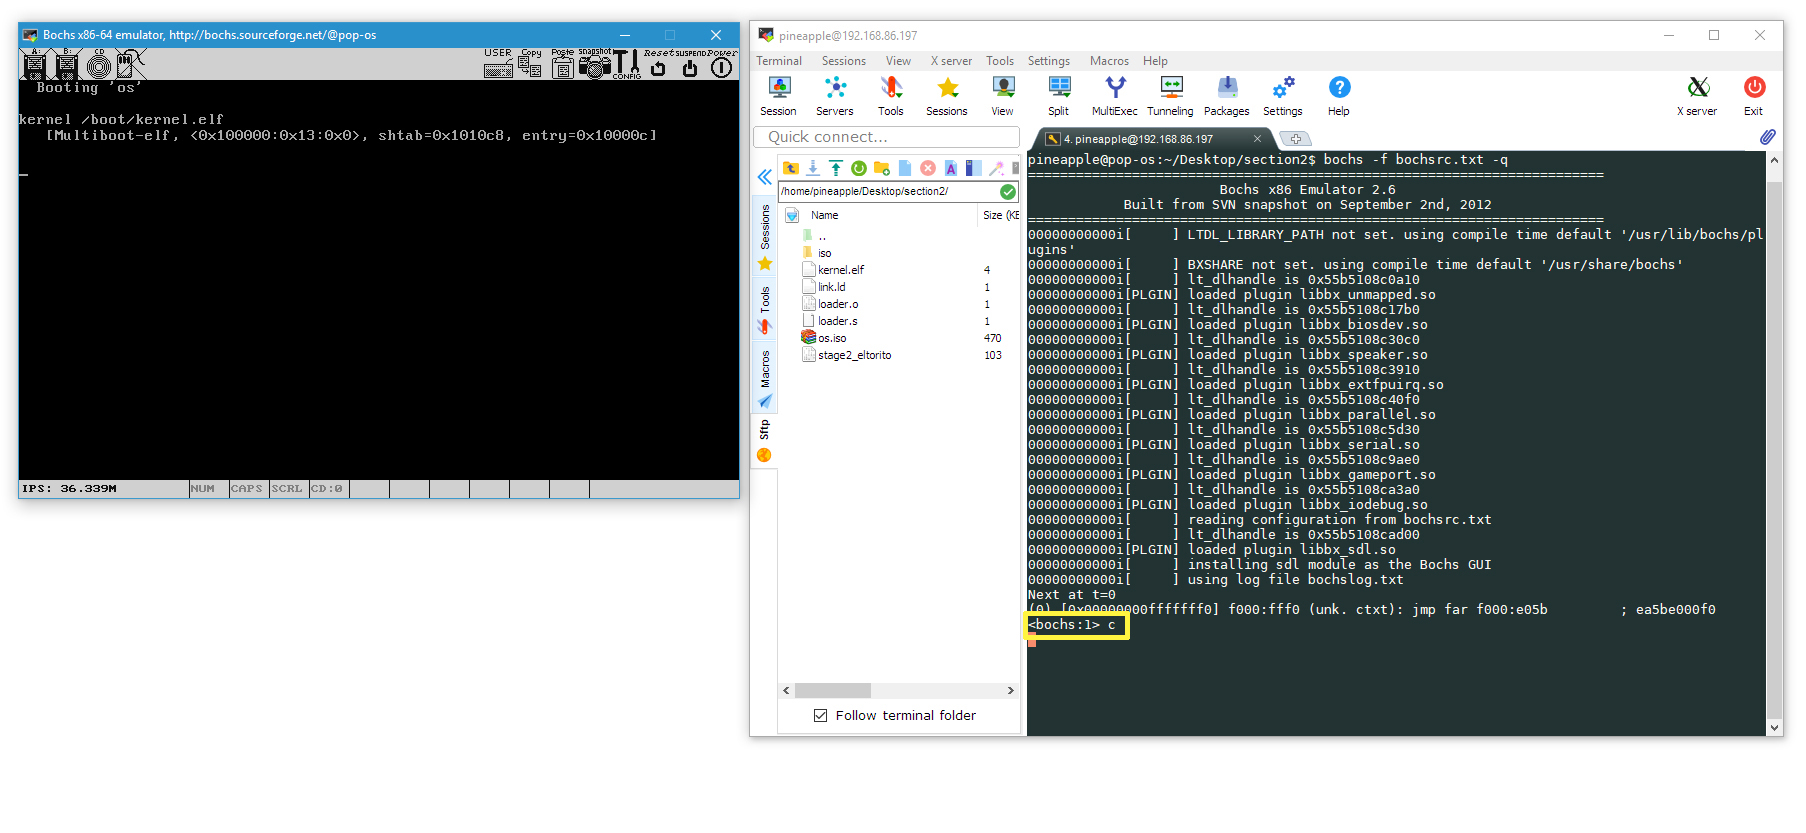 Bochs x86-64 emulator, http://bochs.sourceforge.net/@pop-os
A:
B:
CD
USER
Copy
Paste
snapshot
CONFIG
Reset
SUSPEND
Power
Booting 'os'
kernel /boot/kernel.elf
[Multiboot-elf, <0x100000:0x13:0x0>, shtab=0x1010c8, entry=0x10000c]
IPS: 36.339M
NUM
CAPS
SCRL
CD:0
pineapple@192.168.86.197
Terminal Sessions View X server Tools Settings Macros Help
Session Servers Tools Sessions View Split MultiExec Tunneling Packages Settings Help X server Exit
Quick connect...
4. pineapple@192.168.86.197
Sessions
Tools
Macros
Sftp
/home/pineapple/Desktop/section2/
Name Size (KB
..
iso
kernel.elf 4
link.ld 1
loader.o 1
loader.s 1
os.iso 470
stage2_eltorito 103
Follow terminal folder
pineapple@pop-os:~/Desktop/section2$ bochs -f bochsrc.txt -q
========================================================================
Bochs x86 Emulator 2.6
Built from SVN snapshot on September 2nd, 2012
========================================================================
00000000000i[     ] LTDL_LIBRARY_PATH not set. using compile time default '/usr/lib/bochs/pl
ugins'
00000000000i[     ] BXSHARE not set. using compile time default '/usr/share/bochs'
00000000000i[     ] lt_dlhandle is 0x55b5108c0a10
00000000000i[PLGIN] loaded plugin libbx_unmapped.so
00000000000i[     ] lt_dlhandle is 0x55b5108c17b0
00000000000i[PLGIN] loaded plugin libbx_biosdev.so
00000000000i[     ] lt_dlhandle is 0x55b5108c30c0
00000000000i[PLGIN] loaded plugin libbx_speaker.so
00000000000i[     ] lt_dlhandle is 0x55b5108c3910
00000000000i[PLGIN] loaded plugin libbx_extfpuirq.so
00000000000i[     ] lt_dlhandle is 0x55b5108c40f0
00000000000i[PLGIN] loaded plugin libbx_parallel.so
00000000000i[     ] lt_dlhandle is 0x55b5108c5d30
00000000000i[PLGIN] loaded plugin libbx_serial.so
00000000000i[     ] lt_dlhandle is 0x55b5108c9ae0
00000000000i[PLGIN] loaded plugin libbx_gameport.so
00000000000i[     ] lt_dlhandle is 0x55b5108ca3a0
00000000000i[PLGIN] loaded plugin libbx_iodebug.so
00000000000i[     ] reading configuration from bochsrc.txt
00000000000i[     ] lt_dlhandle is 0x55b5108cad00
00000000000i[PLGIN] loaded plugin libbx_sdl.so
00000000000i[     ] installing sdl module as the Bochs GUI
00000000000i[     ] using log file bochslog.txt
Next at t=0
(0) [0x00000000fffffff0] f000:fff0 (unk. ctxt): jmp far f000:e05b ; ea5be000f0
<bochs:1> c